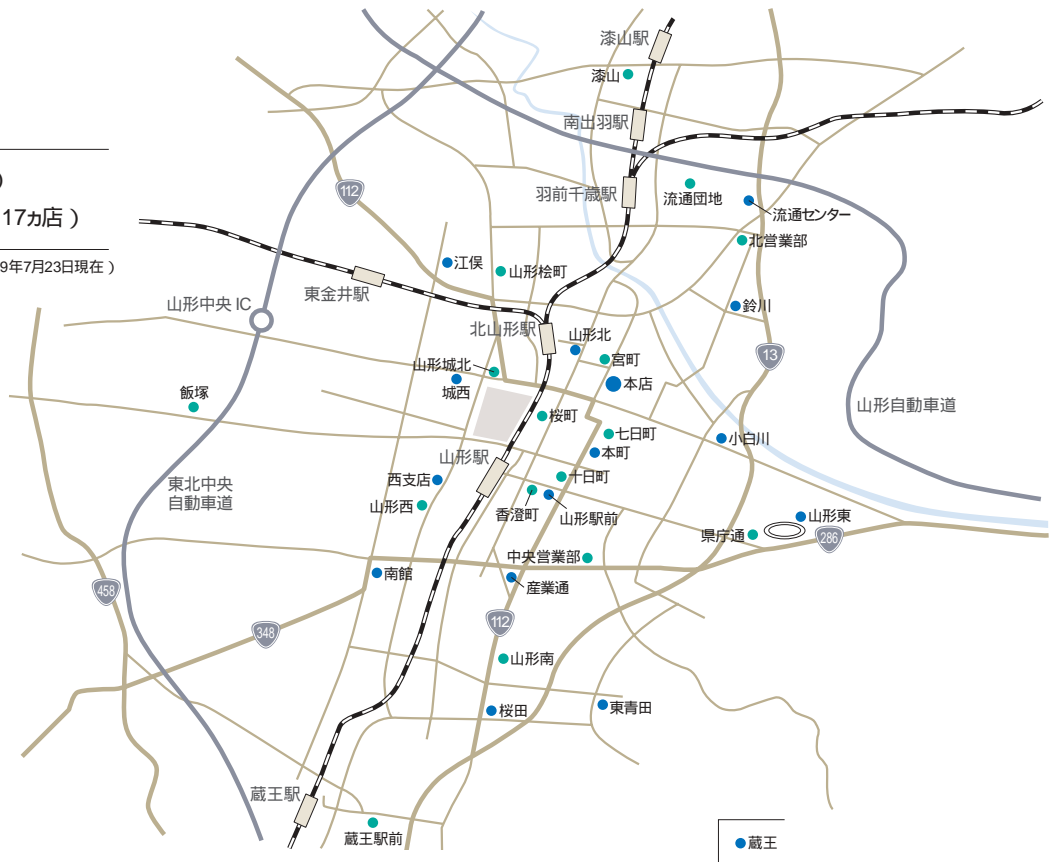 漆山駅
漆山
南出羽駅
)
17ヵ店 )
9年7月23日現在 )
112
羽前千歳駅
流通団地
流通センター
北営業部
江俣
山形桧町
東金井駅
山形中央 IC
鈴川
北山形駅
山形北
宮町
13
山形城北
城西
本店
飯塚
桜町
山形自動車道
七日町
小白川
本町
山形駅
東北中央
自動車道
西支店
十日町
山形西
香澄町
山形駅前
山形東
県庁通
286
中央営業部
南館
産業通
458
348
112
山形南
桜田
東青田
蔵王駅
蔵王駅前
蔵王